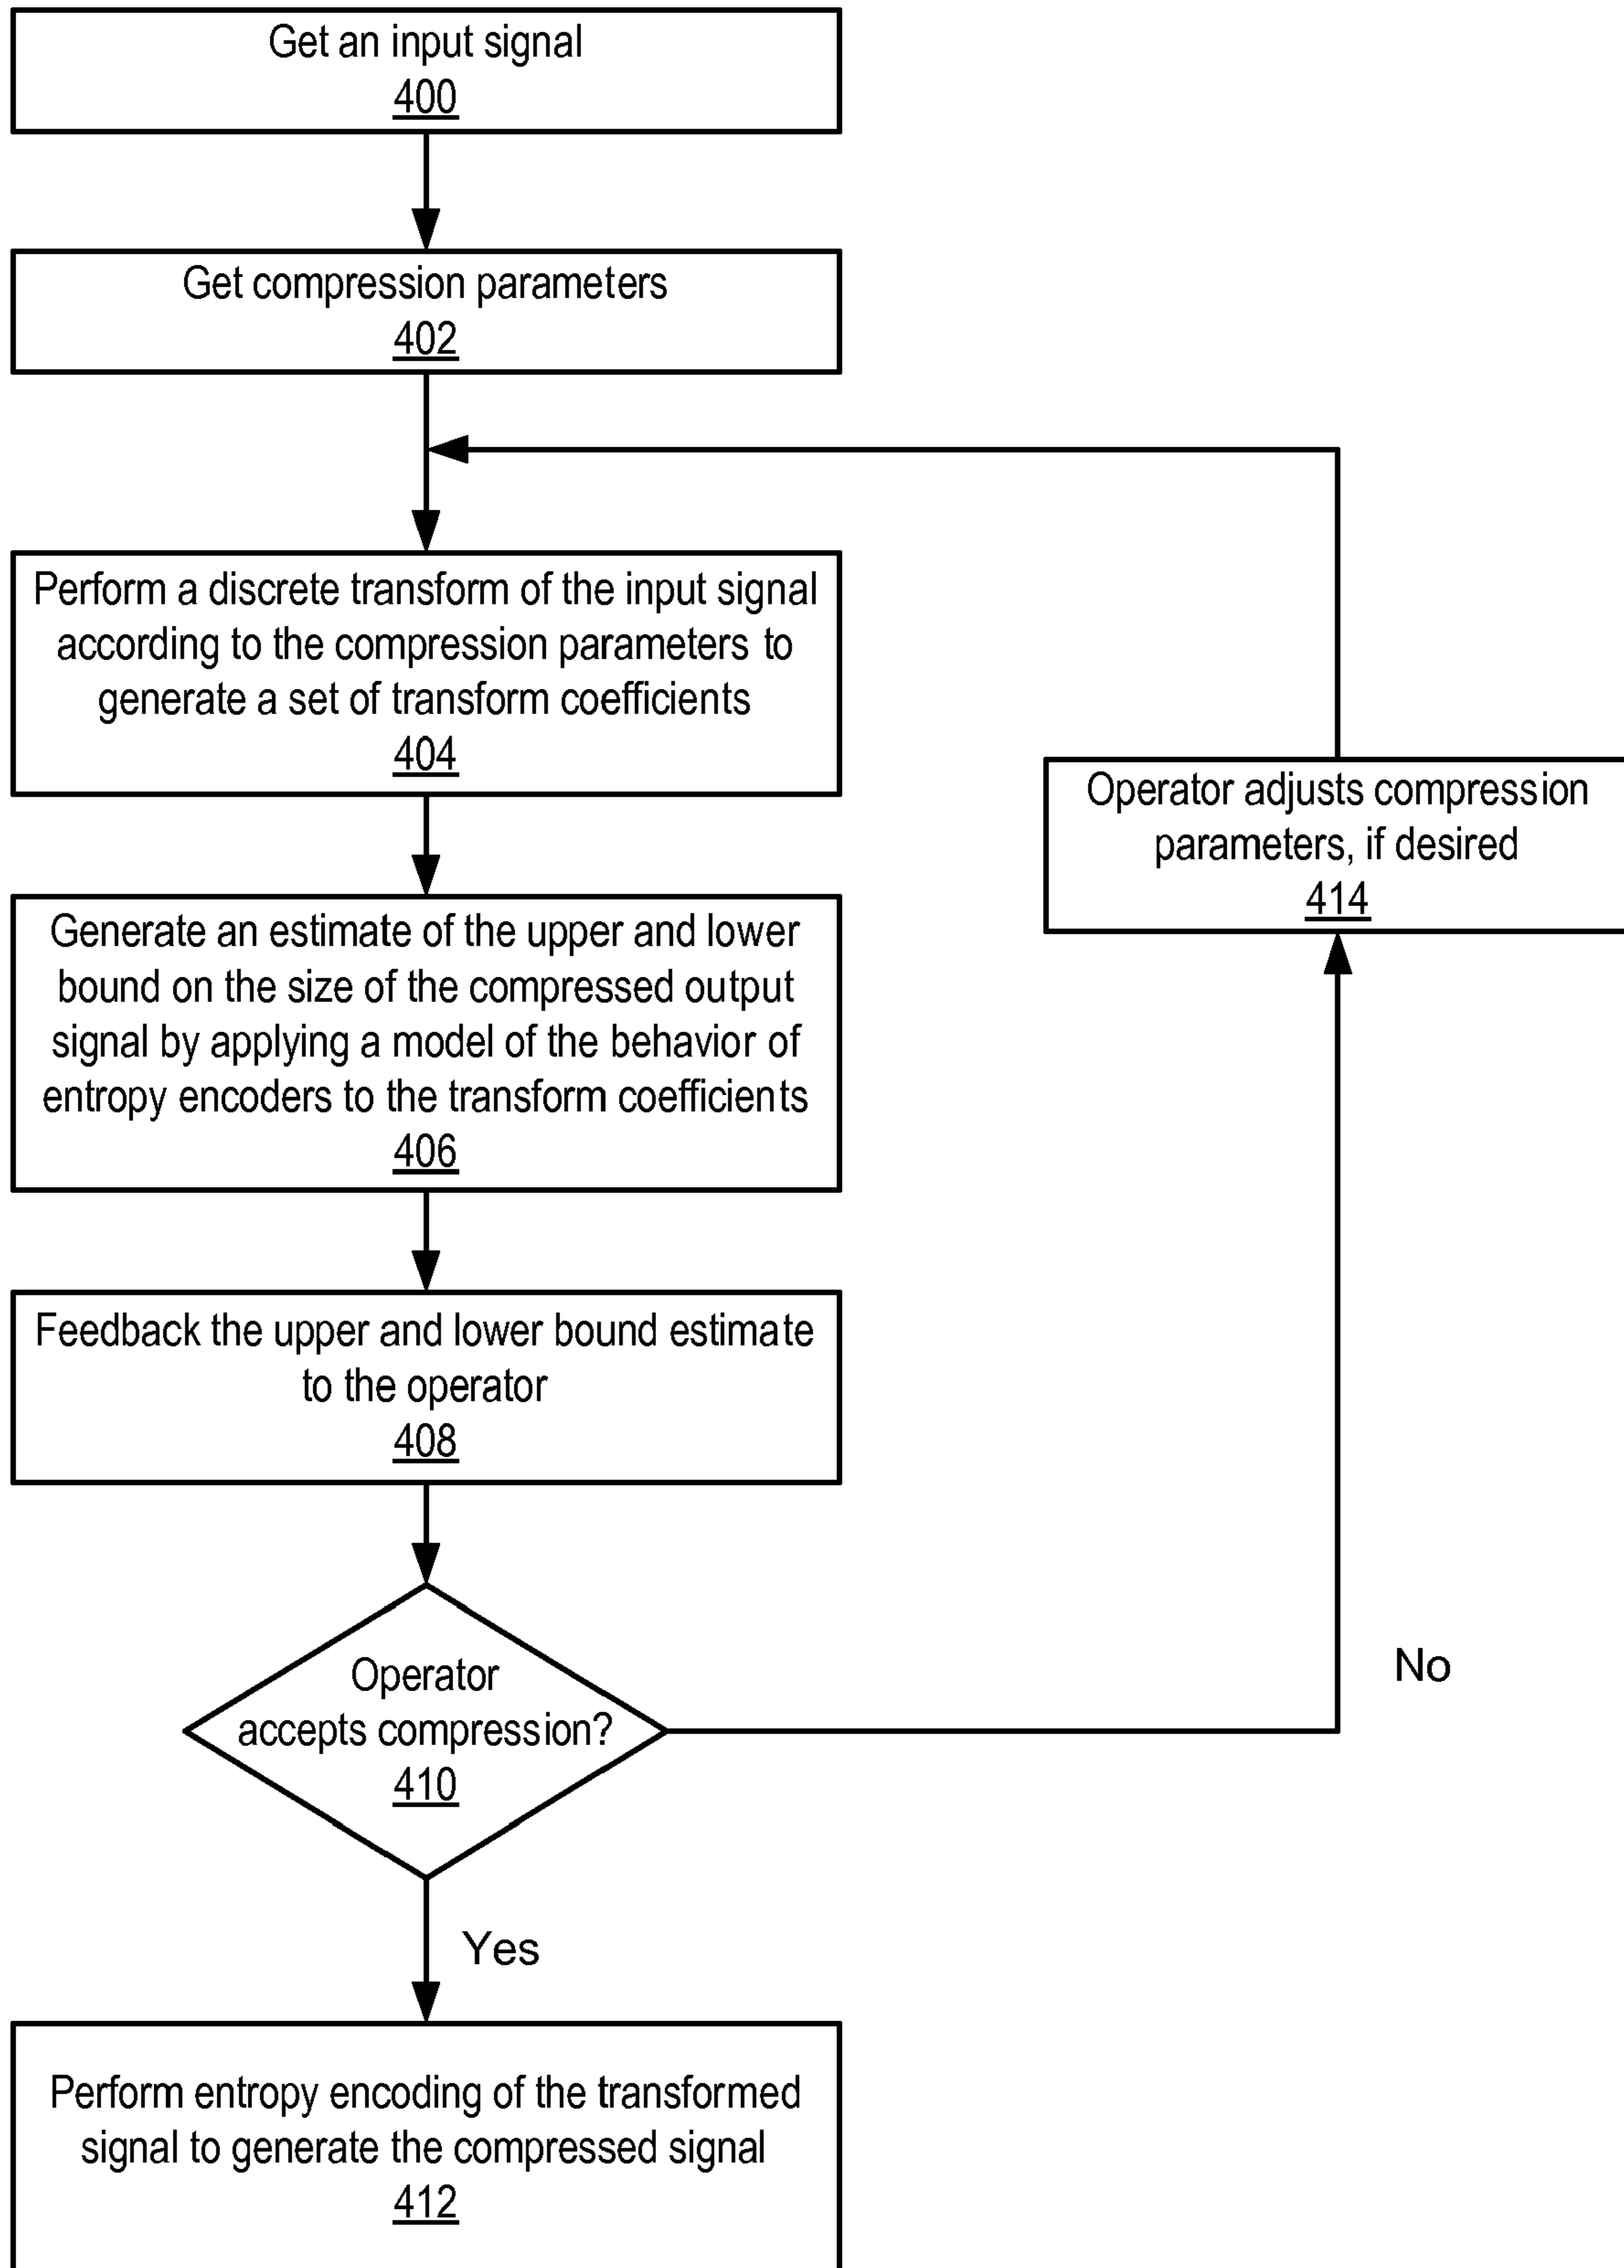 Get an input signal
400
Get compression parameters
402
Perform a discrete transform of the input signal
according to the compression parameters to
generate a set of transform coefficients
404
Operator adjusts compression
parameters, if desired
414
Generate an estimate of the upper and lower
bound on the size of the compressed output
signal by applying a model of the behavior of
entropy encoders to the transform coefficients
406
Feedback the upper and lower bound estimate
to the operator
408
Operator
accepts compression?
410
No
Yes
Perform entropy encoding of the transformed
signal to generate the compressed signal
412